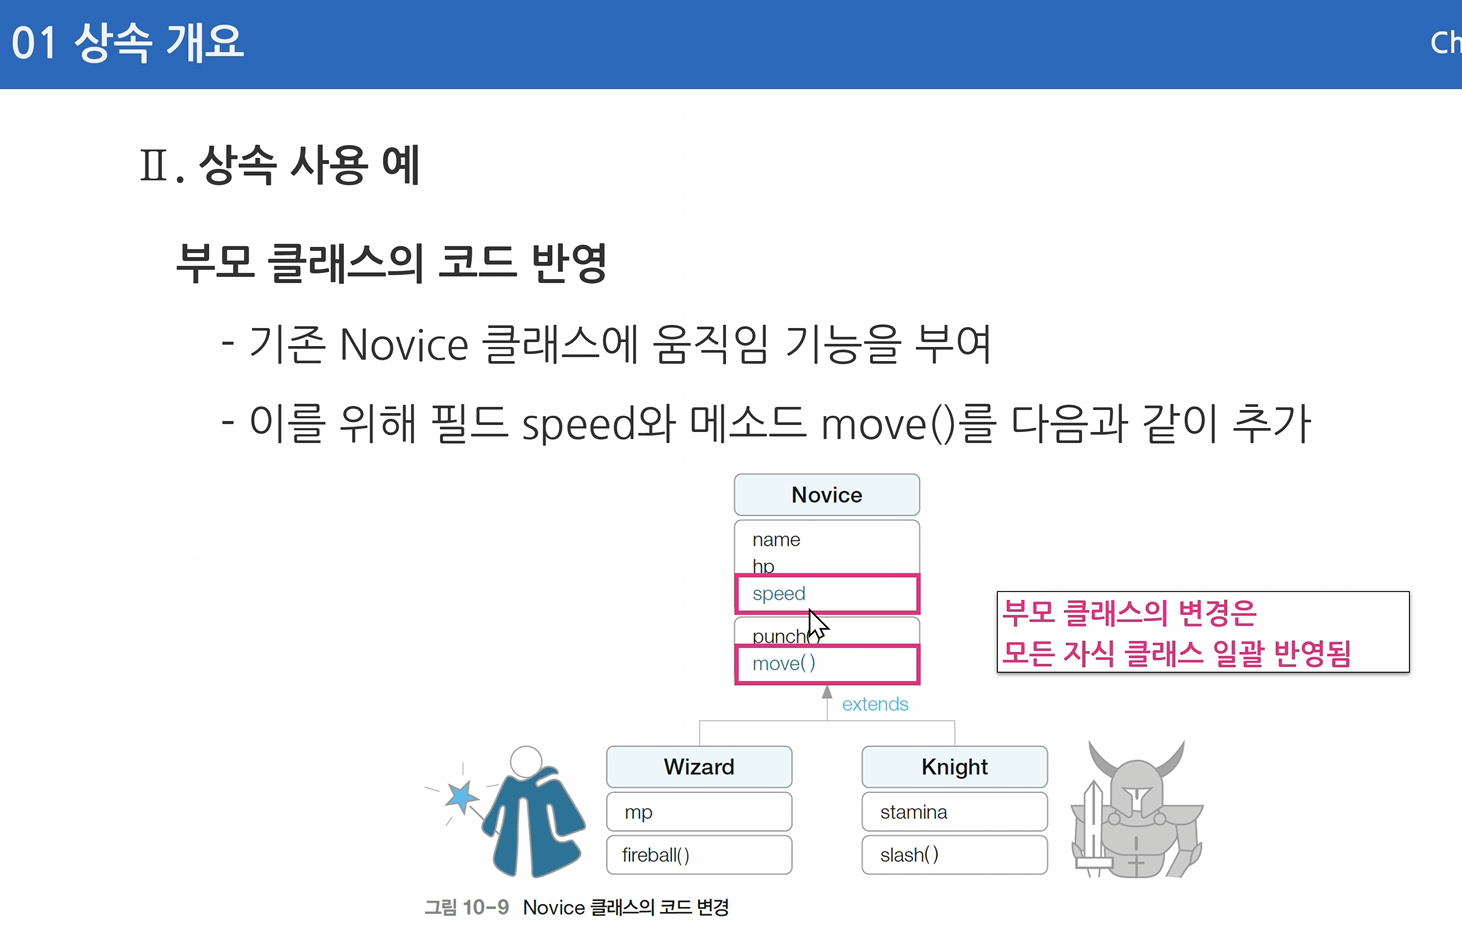 01 상속 개요
Ch
Ⅱ. 상속 사용 예
부모 클래스의 코드 반영
- 기존 Novice 클래스에 움직임 기능을 부여
- 이를 위해 필드 speed와 메소드 move()를 다음과 같이 추가
Novice
name
hp
speed
punch()
move()
부모 클래스의 변경은
모든 자식 클래스 일괄 반영됨
extends
Wizard
mp
fireball()
Knight
stamina
slash()
그림 10-9 Novice 클래스의 코드 변경